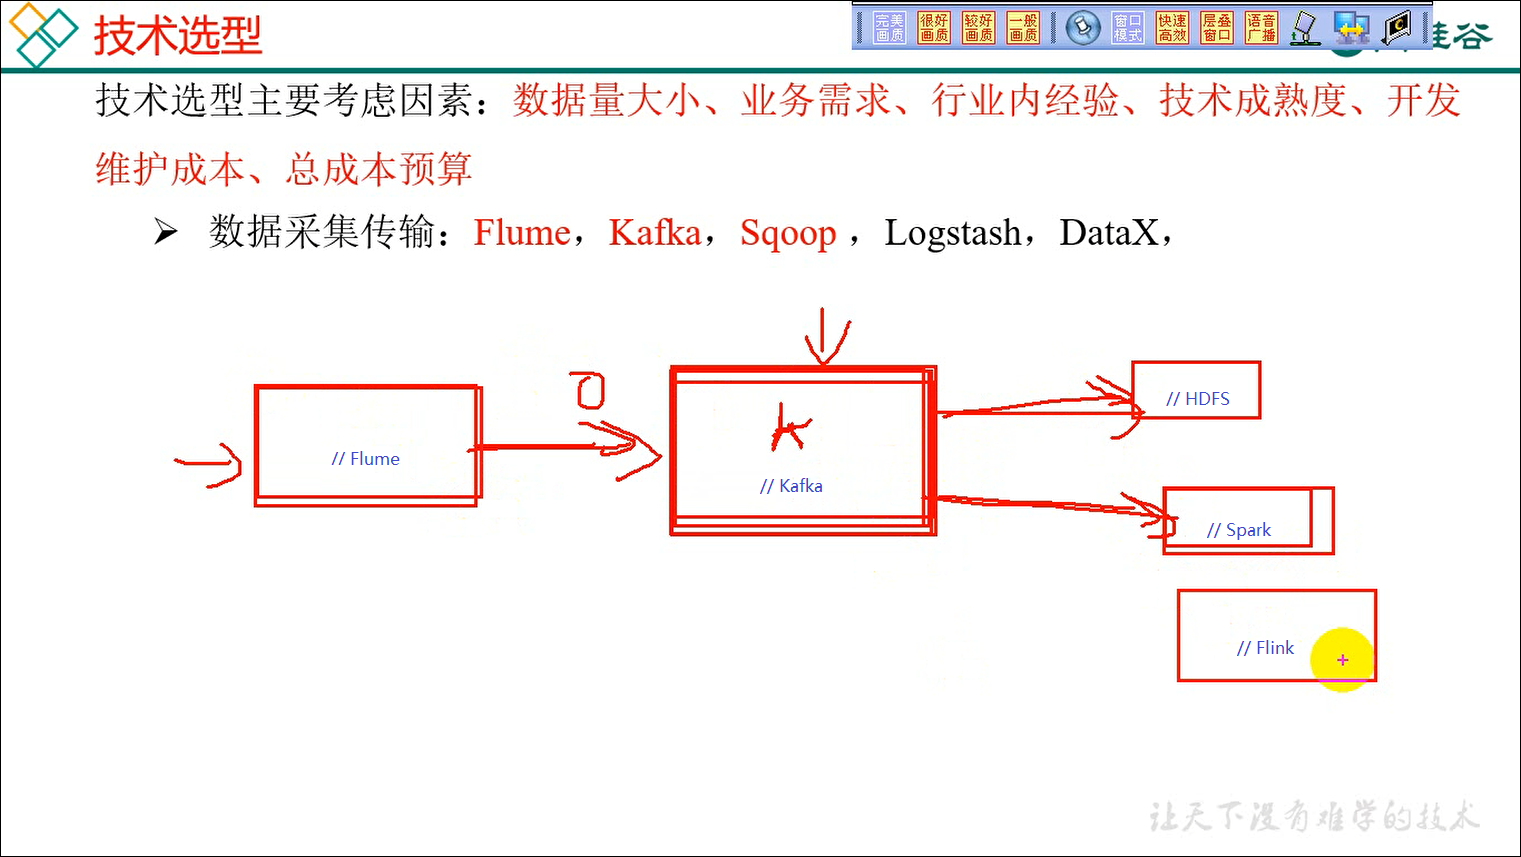 技术选型
完美画质 很好画质 较好画质 一般画质 窗口模式 快速高效 层叠窗口 语音广播
谷
技术选型主要考虑因素：数据量大小、业务需求、行业内经验、技术成熟度、开发
维护成本、总成本预算
➢ 数据采集传输：Flume，Kafka，Sqoop ，Logstash，DataX，
K
// HDFS
// Flume
// Kafka
// Spark
// Flink
让天下没有难学的技术